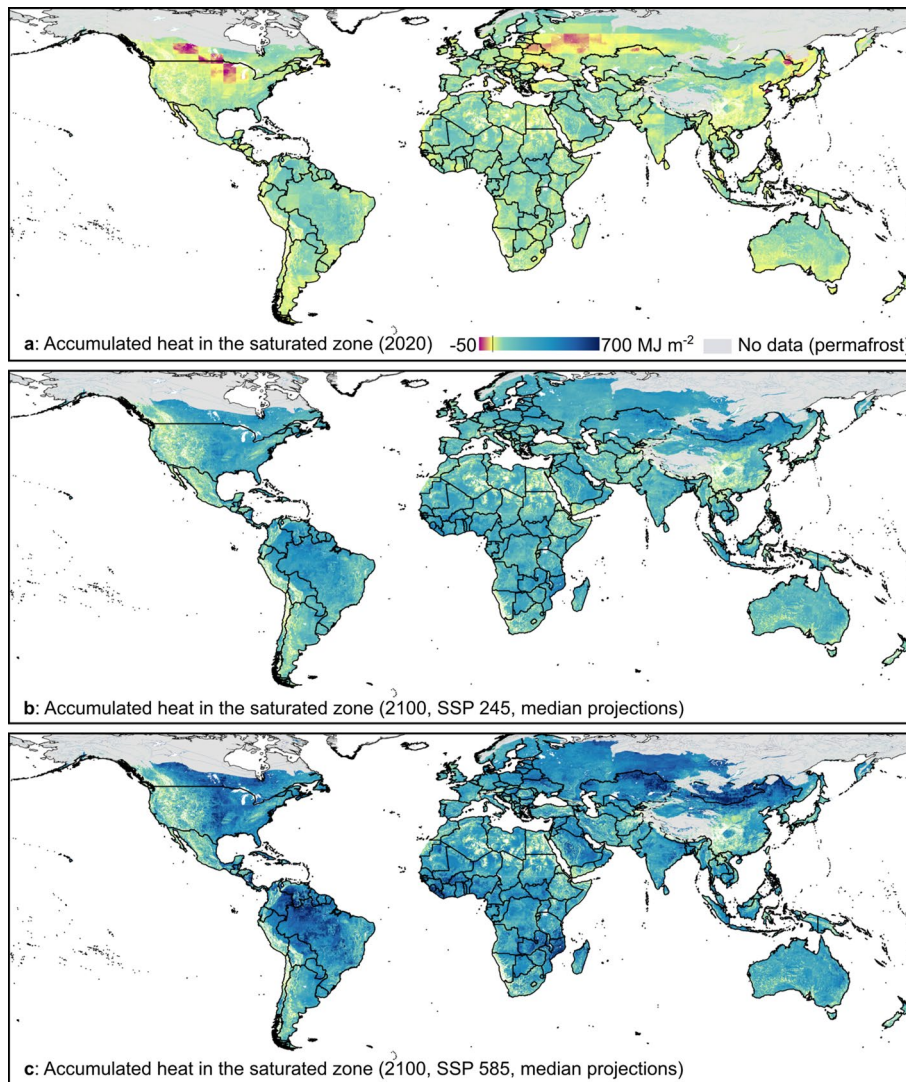 a: Accumulated heat in the saturated zone (2020) -50 700 MJ m⁻² No data (permafrost)
b: Accumulated heat in the saturated zone (2100, SSP 245, median projections)
c: Accumulated heat in the saturated zone (2100, SSP 585, median projections)